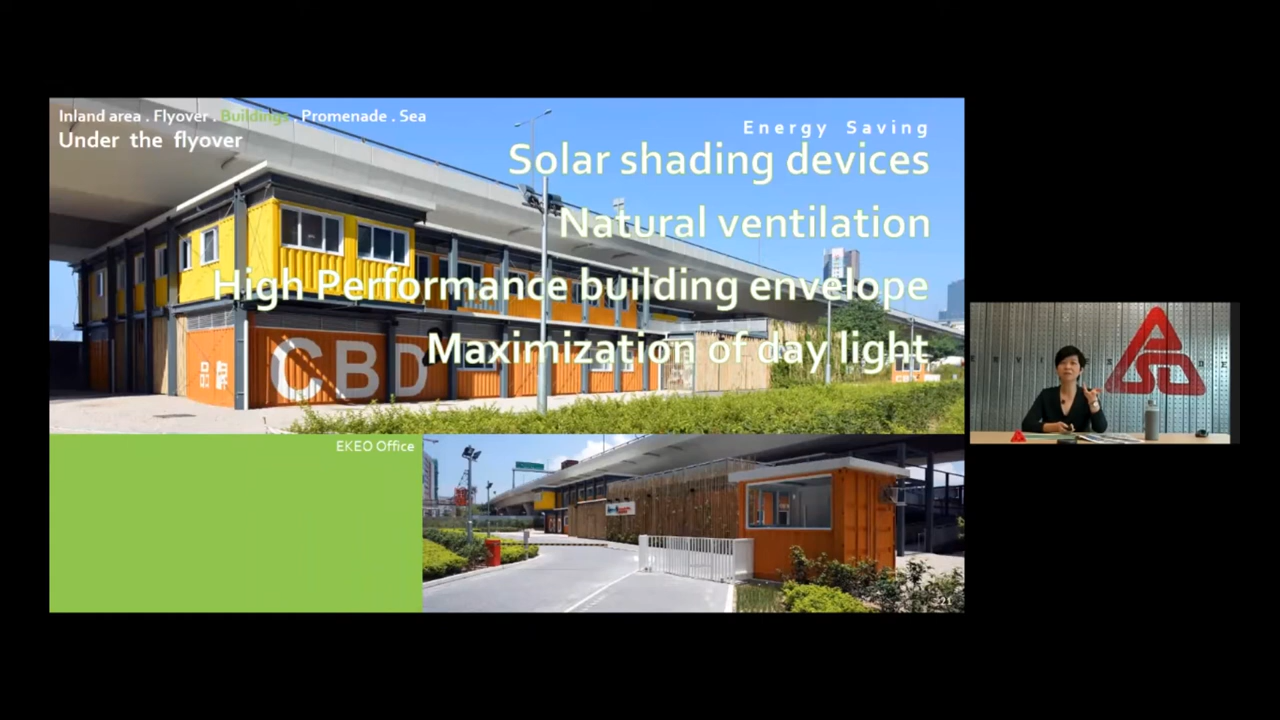 Inland area . Flyover . Buildings . Promenade . Sea
Under the flyover
Energy Saving
Solar shading devices
Natural ventilation
High Performance building envelope
Maximization of day light
CBD
EKEO Office
21